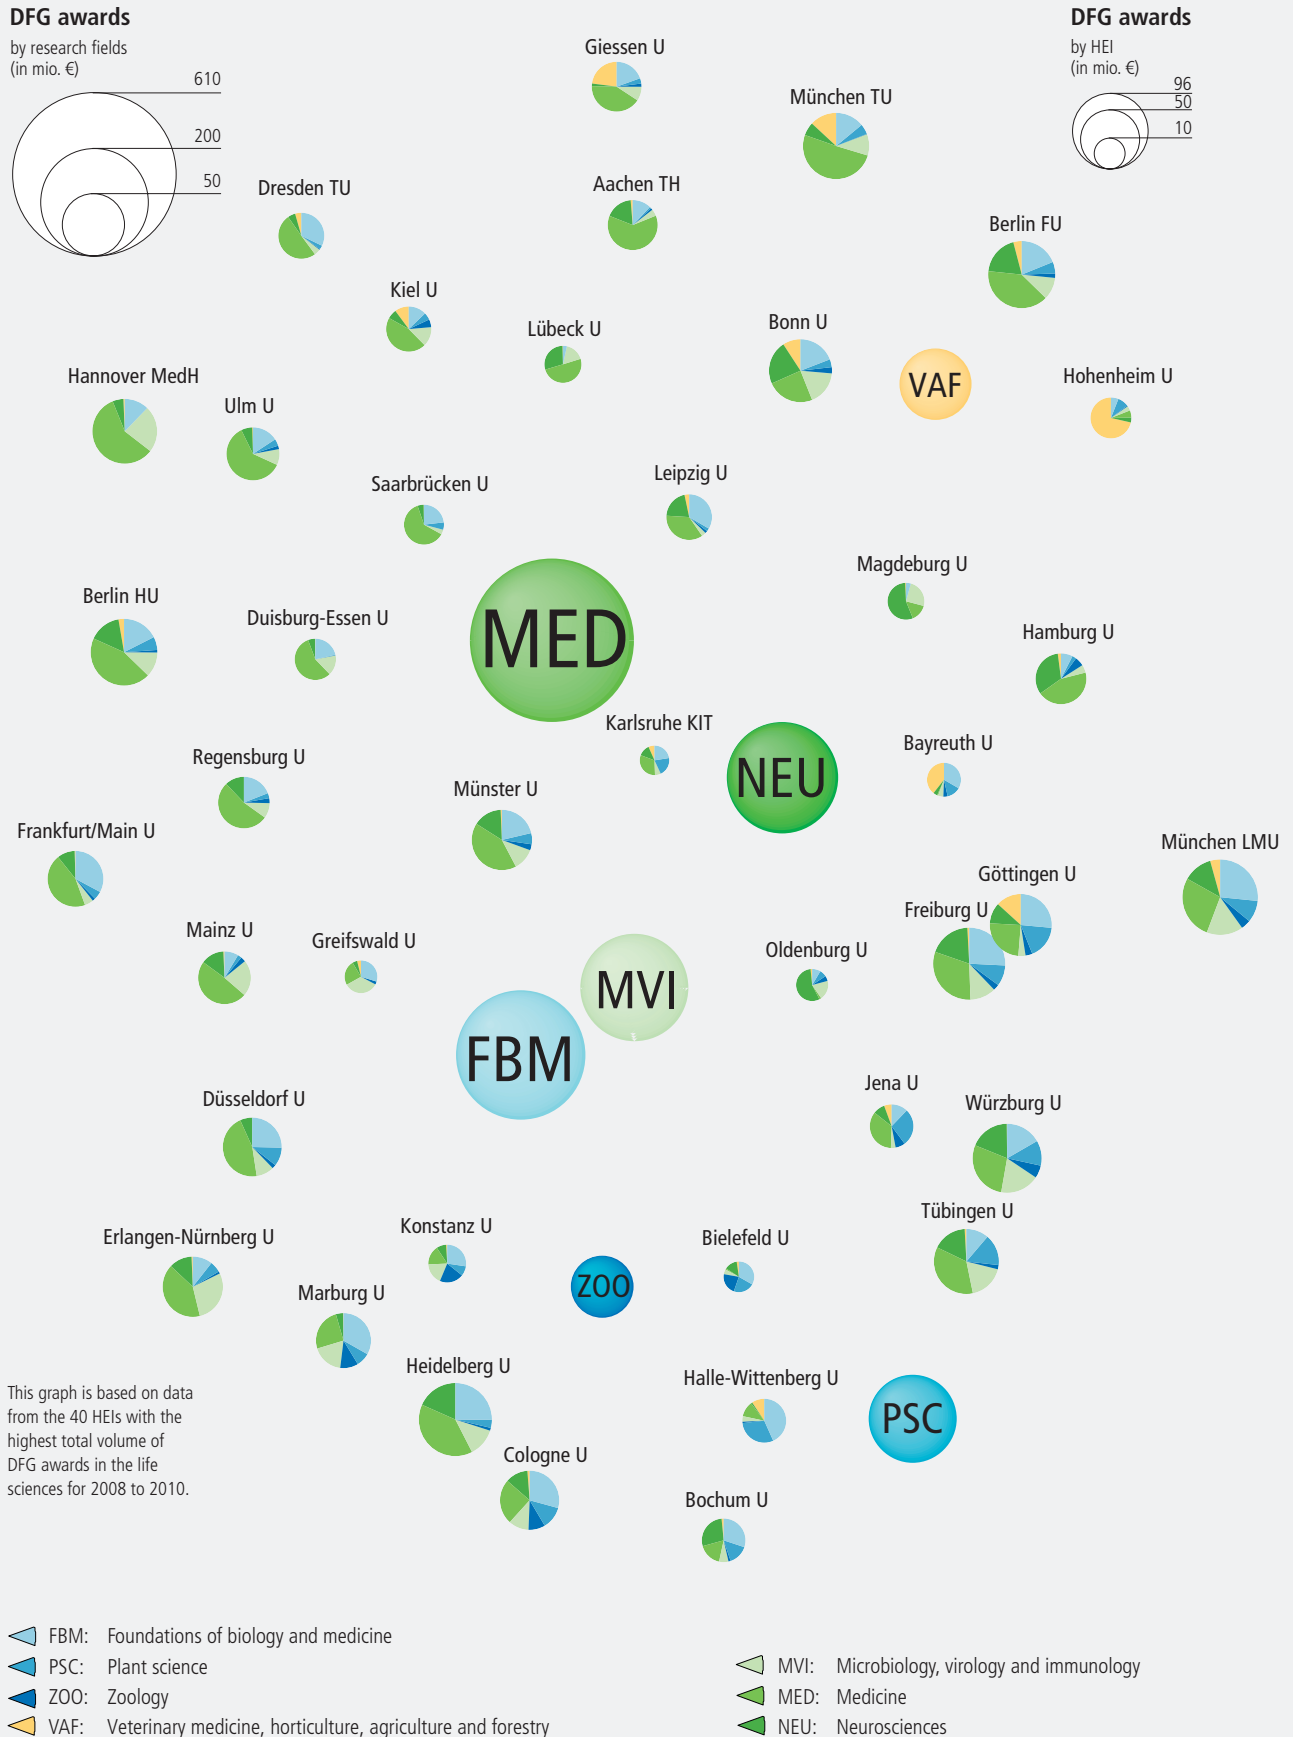 DFG awards
by research fields
(in mio. €)
610
200
50
DFG awards
by HEI
(in mio. €)
96
50
10
Giessen U
München TU
Dresden TU
Aachen TH
Berlin FU
Kiel U
Lübeck U
Bonn U
VAF
Hohenheim U
Hannover MedH
Ulm U
Saarbrücken U
Leipzig U
Magdeburg U
Berlin HU
Duisburg-Essen U
MED
Hamburg U
Karlsruhe KIT
NEU
Bayreuth U
Regensburg U
Münster U
Frankfurt/Main U
München LMU
Göttingen U
Freiburg U
Mainz U
Greifswald U
MVI
Oldenburg U
FBM
Jena U
Düsseldorf U
Würzburg U
Tübingen U
Erlangen-Nürnberg U
Konstanz U
Bielefeld U
ZOO
Marburg U
Heidelberg U
Halle-Wittenberg U
PSC
Cologne U
Bochum U
This graph is based on data
from the 40 HEIs with the
highest total volume of
DFG awards in the life
sciences for 2008 to 2010.
FBM: Foundations of biology and medicine
PSC: Plant science
ZOO: Zoology
VAF: Veterinary medicine, horticulture, agriculture and forestry
MVI: Microbiology, virology and immunology
MED: Medicine
NEU: Neurosciences